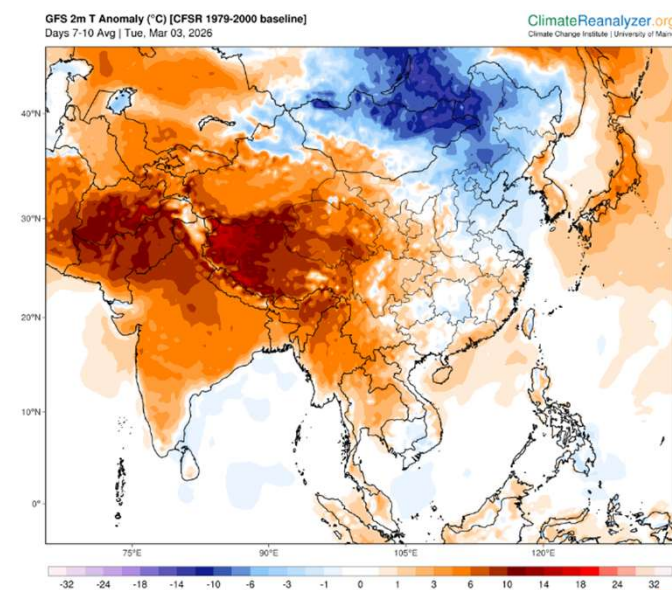 GFS 2m T Anomaly (°C) [CFSR 1979-2000 baseline]
Days 7-10 Avg | Tue, Mar 03, 2026
ClimateReanalyzer.org
Climate Change Institute | University of Maine
40°N
30°N
20°N
10°N
0°
75°E
90°E
105°E
120°E
-32 -24 -18 -14 -10 -6 -3 -1 0 1 3 6 10 14 18 24 32